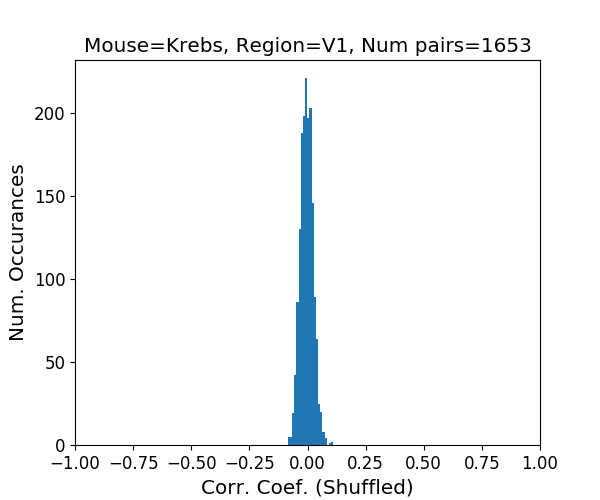 Mouse=Krebs, Region=V1, Num pairs=1653
Num. Occurances
200
150
100
50
0
−1.00 −0.75 −0.50 −0.25 0.00 0.25 0.50 0.75 1.00
Corr. Coef. (Shuffled)